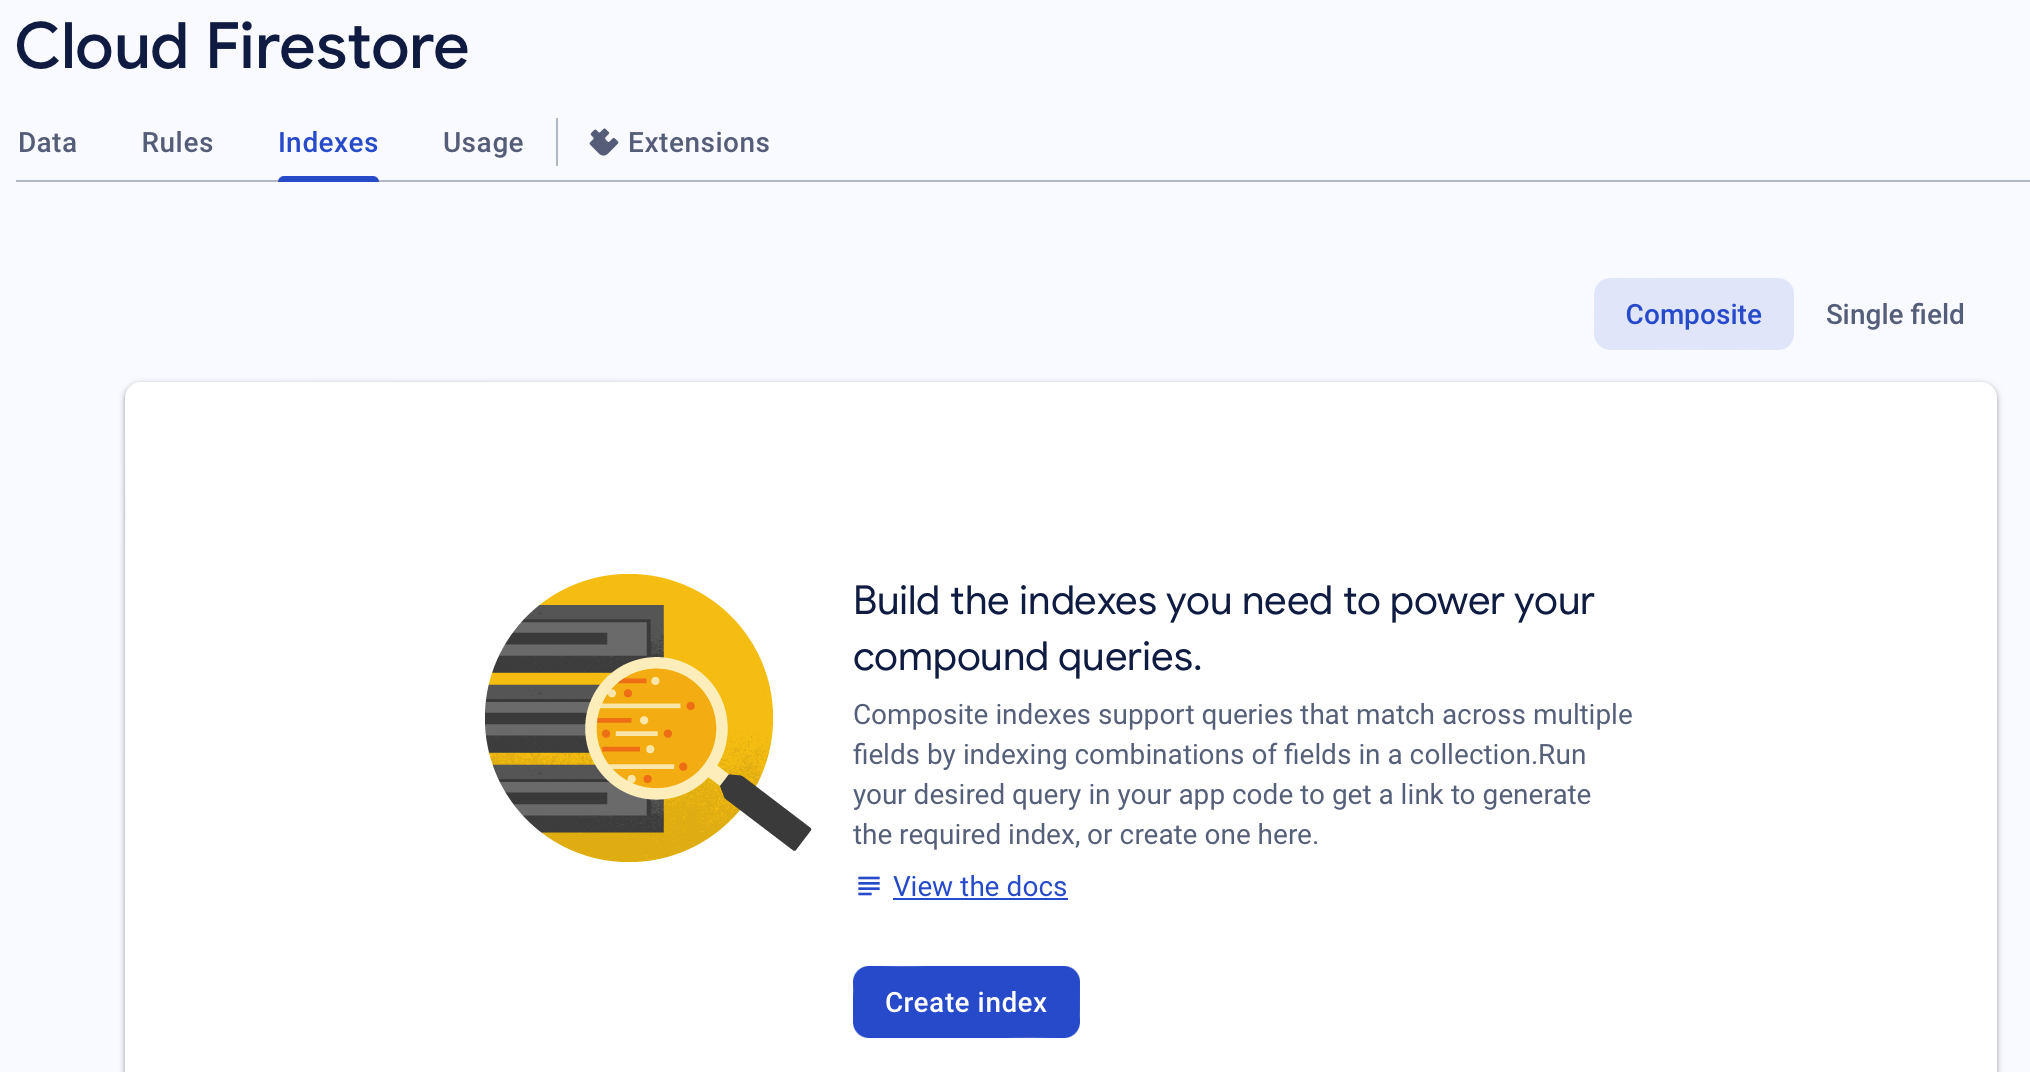 Cloud Firestore
Data Rules Indexes Usage Extensions
Composite Single field
Build the indexes you need to power your
compound queries.
Composite indexes support queries that match across multiple
fields by indexing combinations of fields in a collection.Run
your desired query in your app code to get a link to generate
the required index, or create one here.
View the docs
Create index